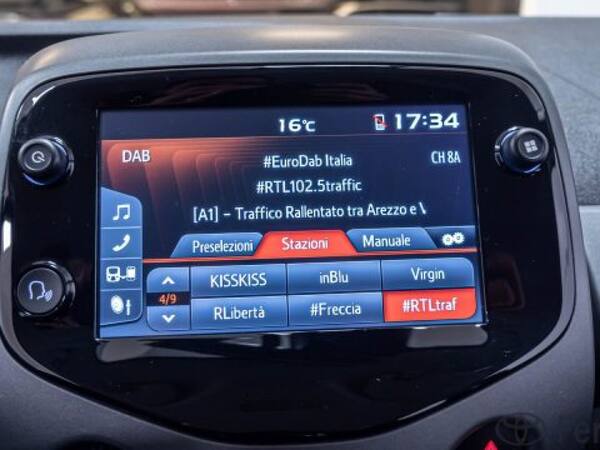 16°C 17:34
DAB #EuroDab Italia CH 8A
#RTL102.5traffic
[A1] – Traffico Rallentato tra Arezzo e
Preselezioni Stazioni Manuale
KISSKISS inBlu Virgin
4/9
RLibertà #Freccia #RTLtraf